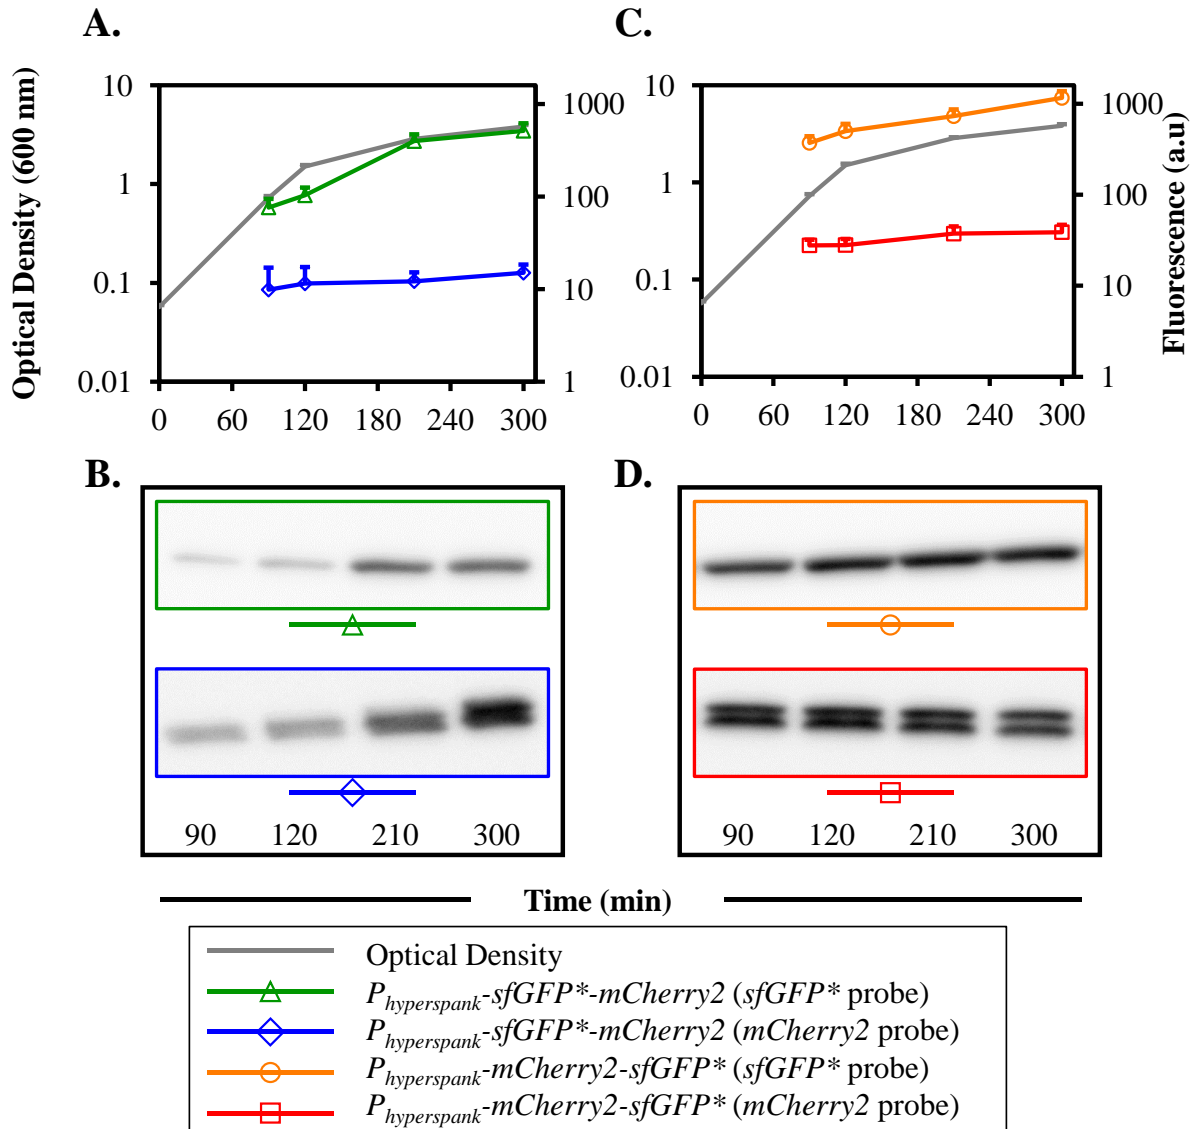 A.
C.
Optical Density (600 nm)
10
1
0.1
0.01
1000
100
10
1
0 60 120 180 240 300
10
1
0.1
0.01
1000
100
10
1
0 60 120 180 240 300
Fluorescence (a.u)
B.
D.
90 120 210 300
90 120 210 300
Time (min)
Optical Density
Phyperspank-sfGFP*-mCherry2 (sfGFP* probe)
Phyperspank-sfGFP*-mCherry2 (mCherry2 probe)
Phyperspank-mCherry2-sfGFP* (sfGFP* probe)
Phyperspank-mCherry2-sfGFP* (mCherry2 probe)